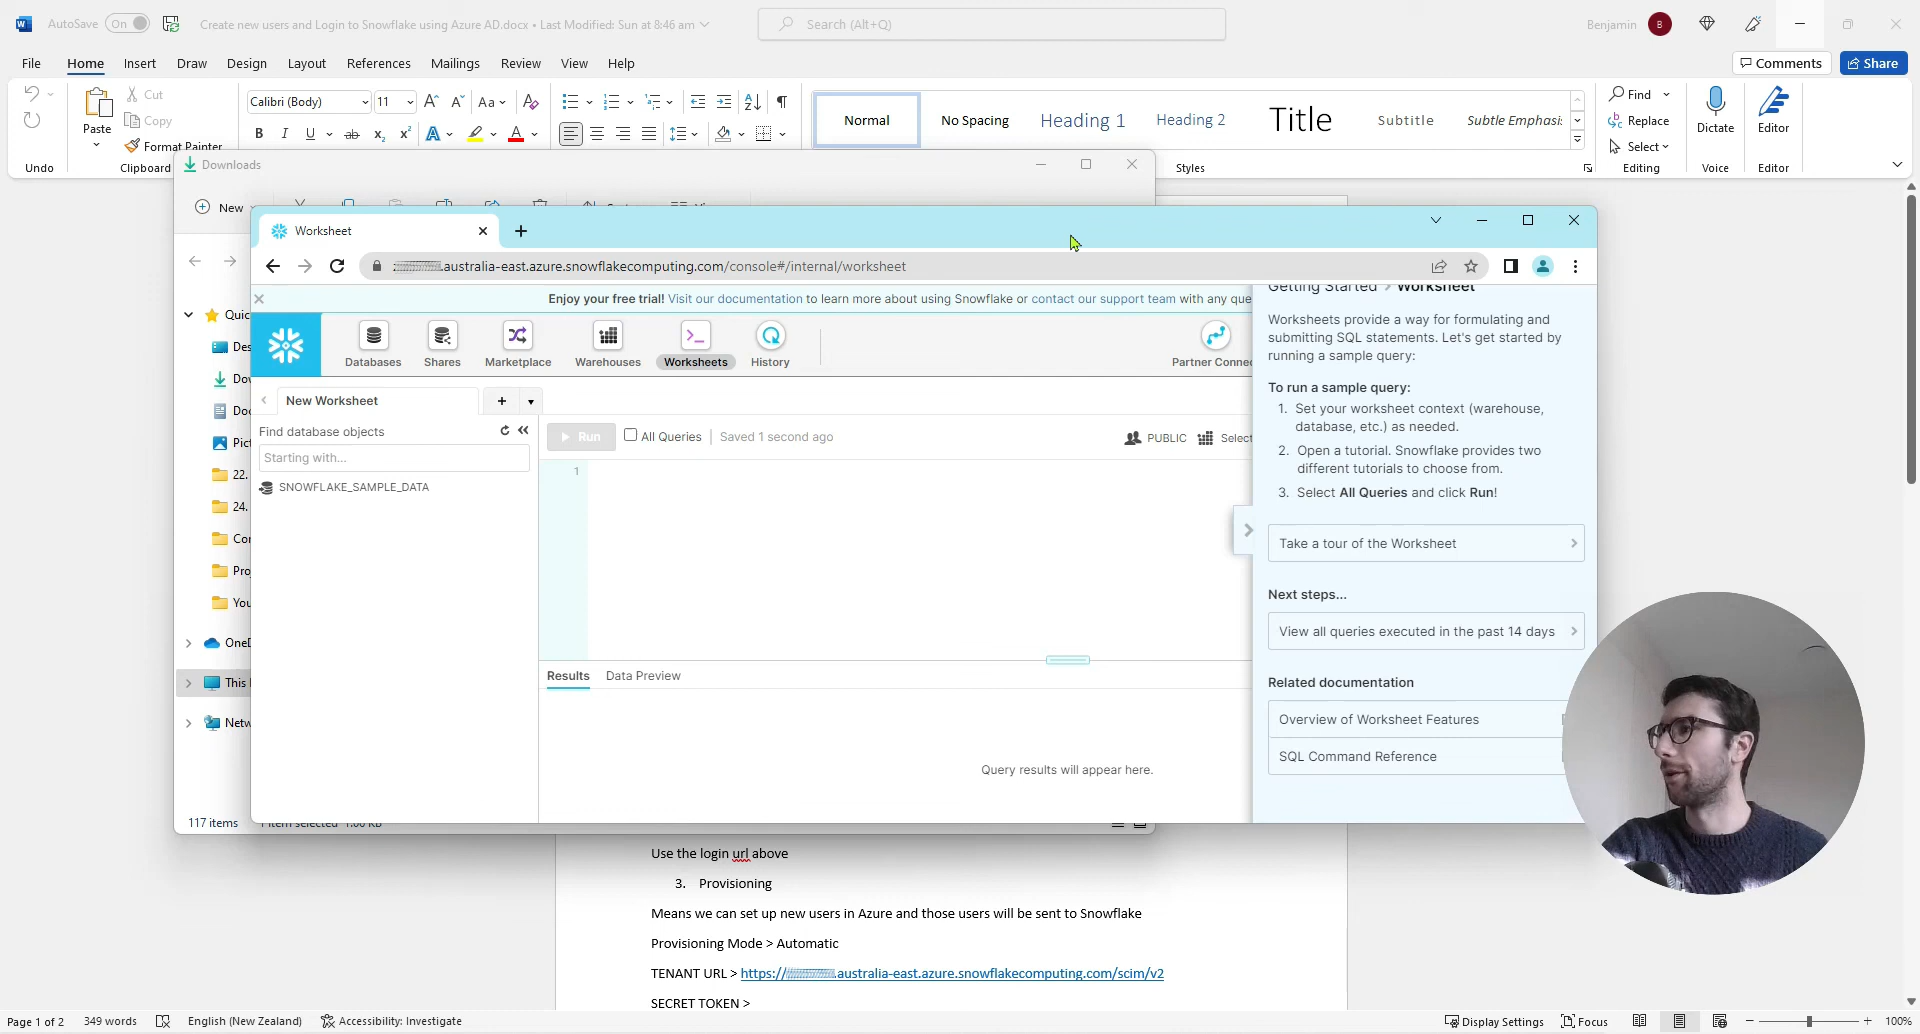 AutoSave On Create new users and Login to Snowflake using Azure AD.docx • Last Modified: Sun at 8:46 am Search (Alt+Q) Benjamin B
File Home Insert Draw Design Layout References Mailings Review View Help Comments Share
Paste Cut Copy Format Painter
Calibri (Body) 11 Aa
Normal No Spacing Heading 1 Heading 2 Title Subtitle
Find Replace Select Dictate Editor
Undo Clipboard Styles Editing Voice Editor
Downloads
New
Worksheet
.australia-east.azure.snowflakecomputing.com/console#/internal/worksheet
Enjoy your free trial! Visit our documentation to learn more about using Snowflake or contact our support team with any
Databases Shares Marketplace Warehouses Worksheets History
New Worksheet
Find database objects
Starting with...
SNOWFLAKE_SAMPLE_DATA
Run All Queries Saved 1 second ago PUBLIC Select
1
Results Data Preview
Query results will appear here.
Getting Started > Worksheet
Worksheets provide a way for formulating and
submitting SQL statements. Let's get started by
running a sample query:
To run a sample query:
1. Set your worksheet context (warehouse,
database, etc.) as needed.
2. Open a tutorial. Snowflake provides two
different tutorials to choose from.
3. Select All Queries and click Run!
Take a tour of the Worksheet
Next steps...
View all queries executed in the past 14 days
Related documentation
Overview of Worksheet Features
SQL Command Reference
22.
24.
This
117 items
Use the login url above
3. Provisioning
Means we can set up new users in Azure and those users will be sent to Snowflake
Provisioning Mode > Automatic
TENANT URL > https:// .australia-east.azure.snowflakecomputing.com/scim/v2
SECRET TOKEN >
Page 1 of 2 349 words English (New Zealand) Accessibility: Investigate Display Settings Focus 100%